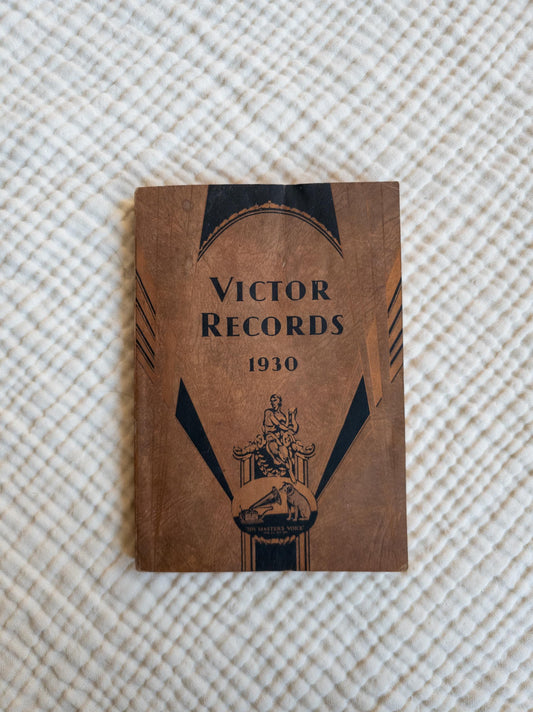 VICTOR
RECORDS
1930
"HIS MASTER'S VOICE"